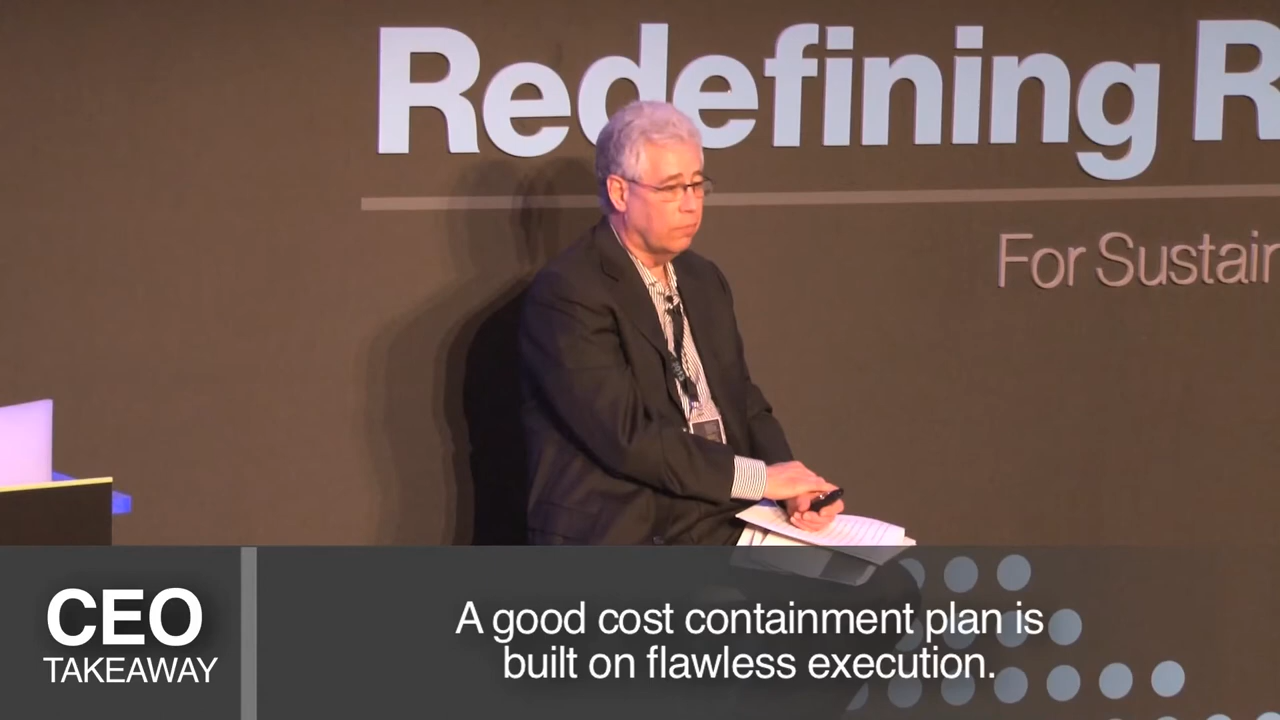 Redefining R
For Sustain
CEO
TAKEAWAY
A good cost containment plan is
built on flawless execution.